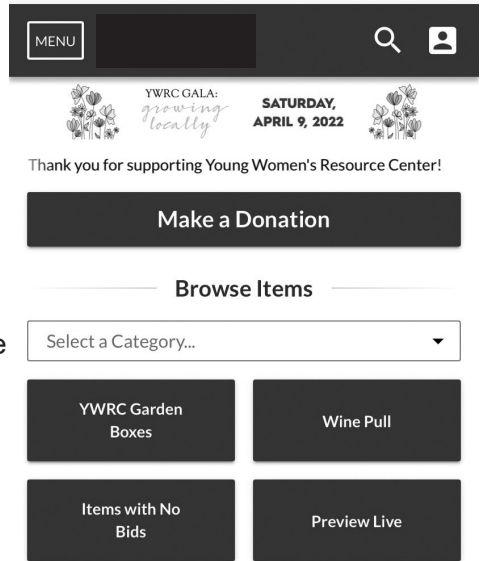 MENU
YWRC GALA:
growing
locally
SATURDAY,
APRIL 9, 2022
Thank you for supporting Young Women's Resource Center!
Make a Donation
Browse Items
e
Select a Category...
YWRC Garden
Boxes
Wine Pull
Items with No
Bids
Preview Live